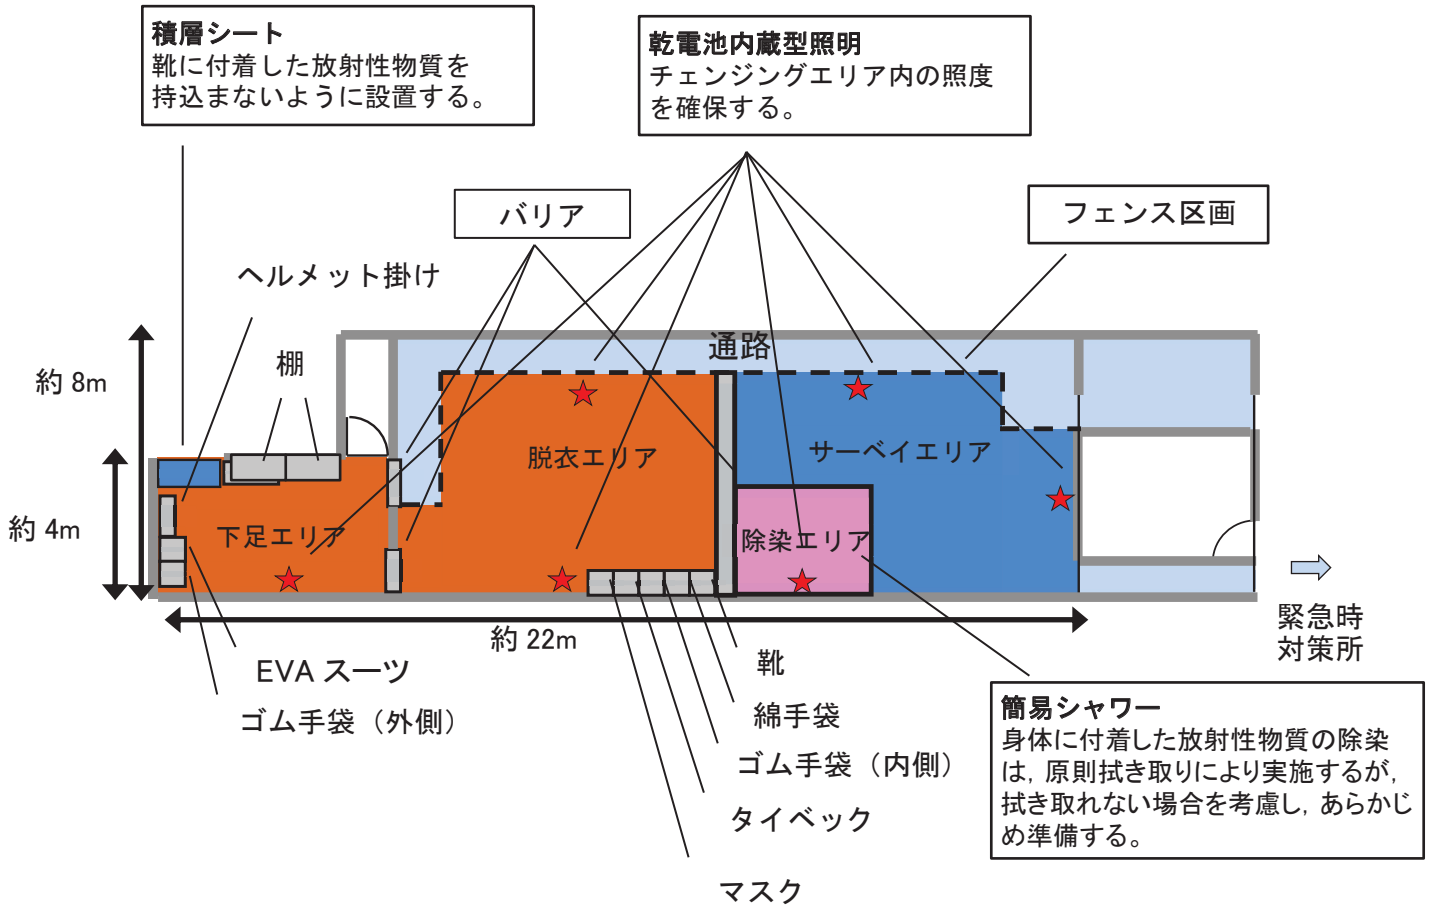 積層シート
靴に付着した放射性物質を
持込まないように設置する。
乾電池内蔵型照明
チェンジングエリア内の照度
を確保する。
バリア
フェンス区画
ヘルメット掛け
棚
通路
約 8m
脱衣エリア
サーベイエリア
約 4m
下足エリア
除染エリア
約 22m
緊急時
対策所
EVA スーツ
ゴム手袋（外側）
靴
綿手袋
ゴム手袋（内側）
タイベック
マスク
簡易シャワー
身体に付着した放射性物質の除染
は，原則拭き取りにより実施するが，
拭き取れない場合を考慮し，あらかじ
め準備する。